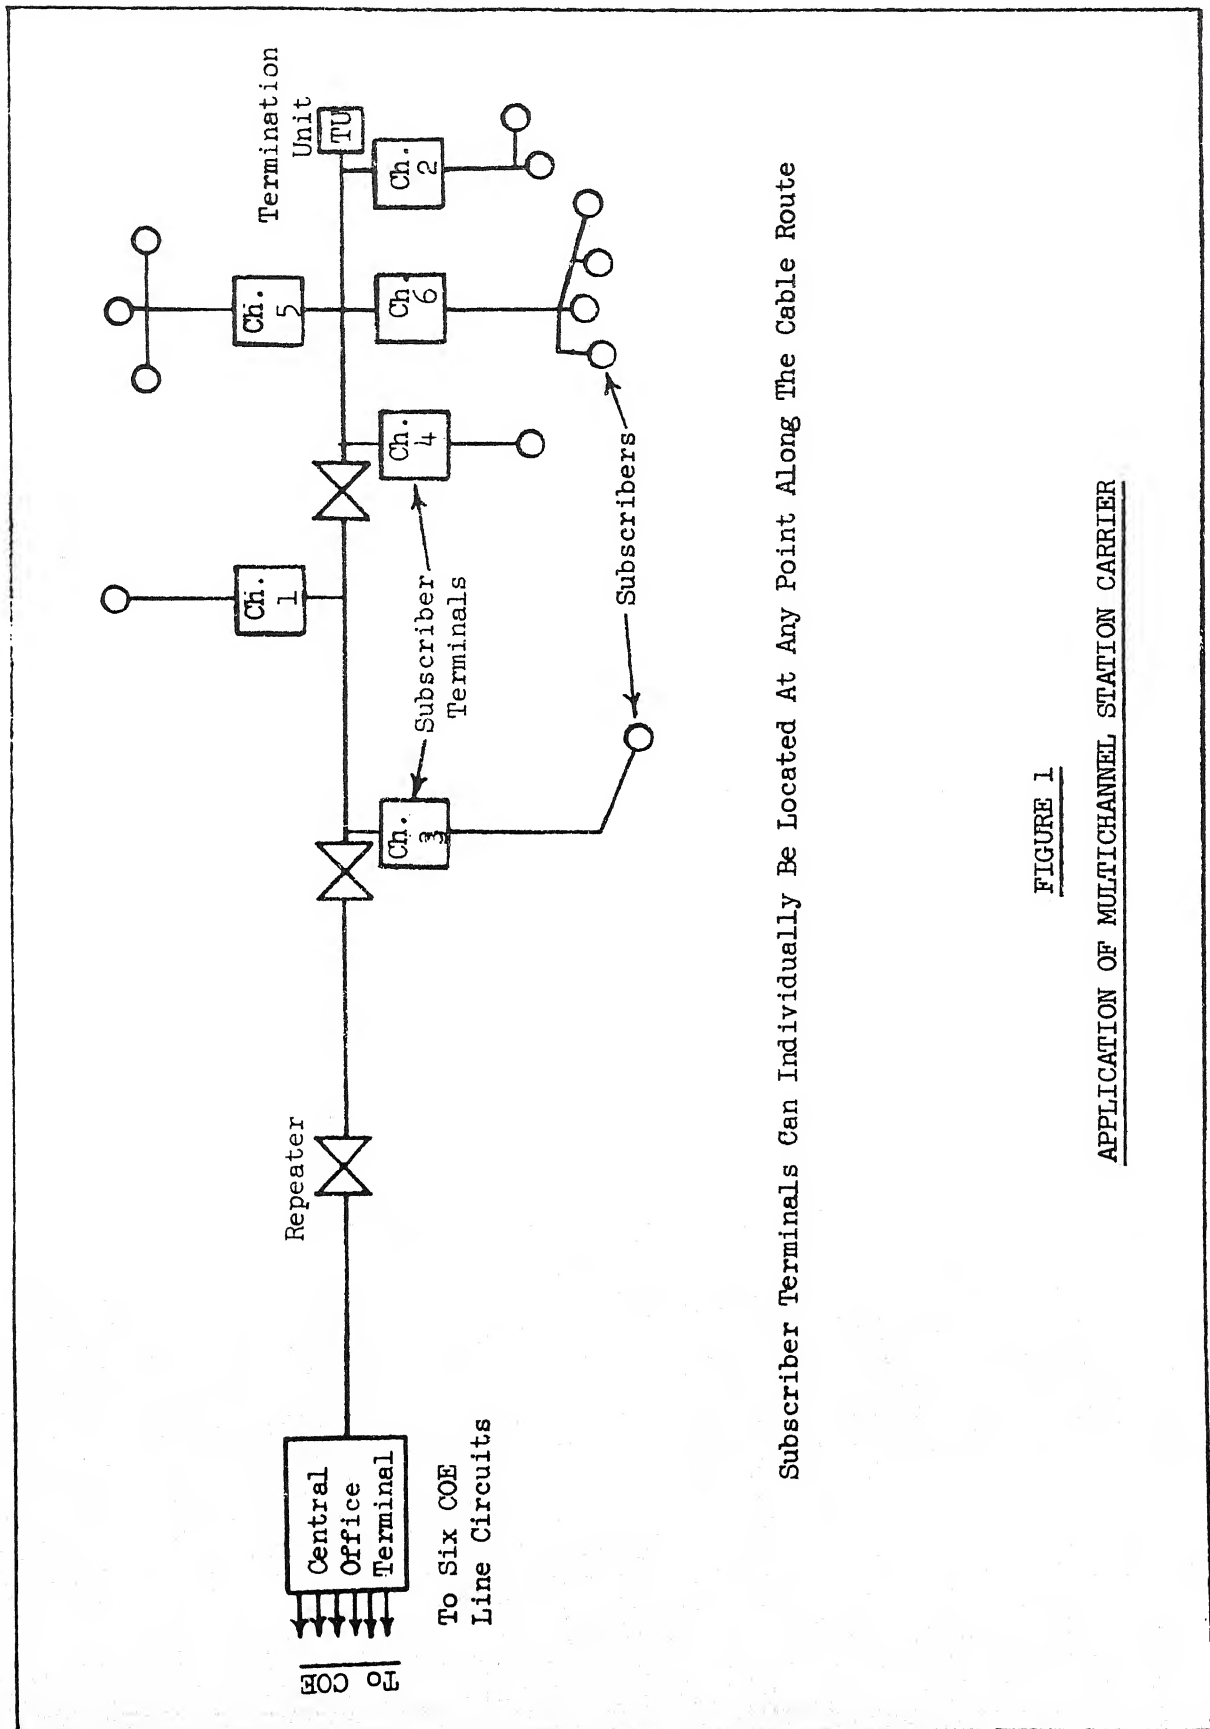 To COE
Central
Office
Terminal
To Six COE
Line Circuits
Repeater
Ch.
3
Subscriber
Terminals
Ch.
1
Ch.
4
Subscribers
Ch.
5
Ch.
6
Termination
Unit
TU
Ch.
2
Subscriber Terminals Can Individually Be Located At Any Point Along The Cable Route
FIGURE 1
APPLICATION OF MULTICHANNEL STATION CARRIER